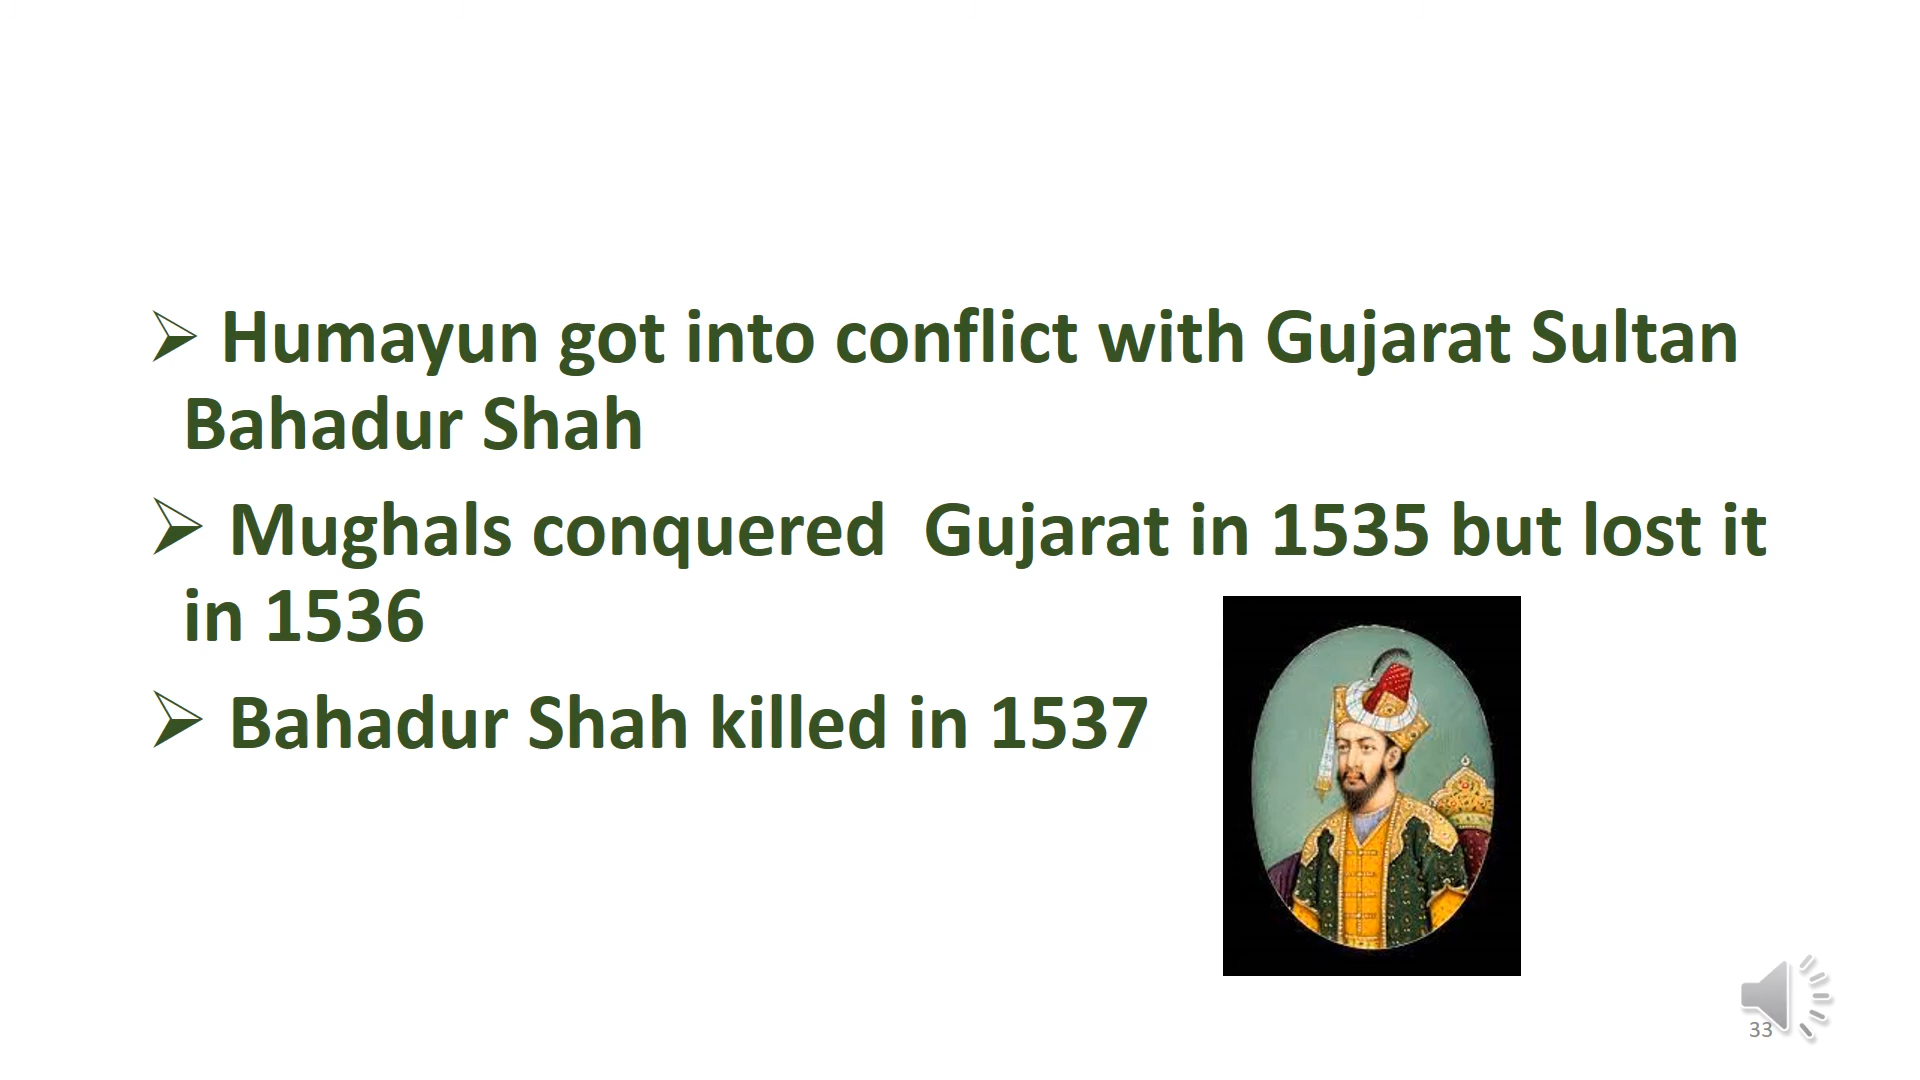 ➢ Humayun got into conflict with Gujarat Sultan
Bahadur Shah
➢ Mughals conquered  Gujarat in 1535 but lost it
in 1536
➢ Bahadur Shah killed in 1537
33